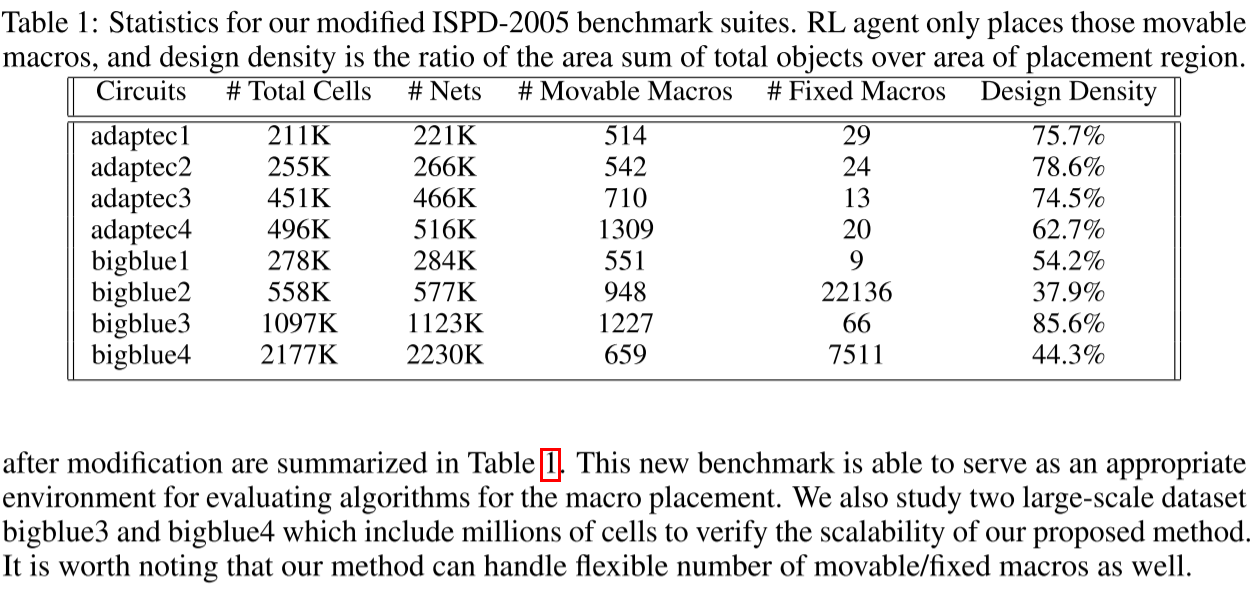 Table 1: Statistics for our modified ISPD-2005 benchmark suites. RL agent only places those movable
macros, and design density is the ratio of the area sum of total objects over area of placement region.
Circuits # Total Cells # Nets # Movable Macros # Fixed Macros Design Density
adaptec1 211K 221K 514 29 75.7%
adaptec2 255K 266K 542 24 78.6%
adaptec3 451K 466K 710 13 74.5%
adaptec4 496K 516K 1309 20 62.7%
bigblue1 278K 284K 551 9 54.2%
bigblue2 558K 577K 948 22136 37.9%
bigblue3 1097K 1123K 1227 66 85.6%
bigblue4 2177K 2230K 659 7511 44.3%
after modification are summarized in Table 1. This new benchmark is able to serve as an appropriate
environment for evaluating algorithms for the macro placement. We also study two large-scale dataset
bigblue3 and bigblue4 which include millions of cells to verify the scalability of our proposed method.
It is worth noting that our method can handle flexible number of movable/fixed macros as well.